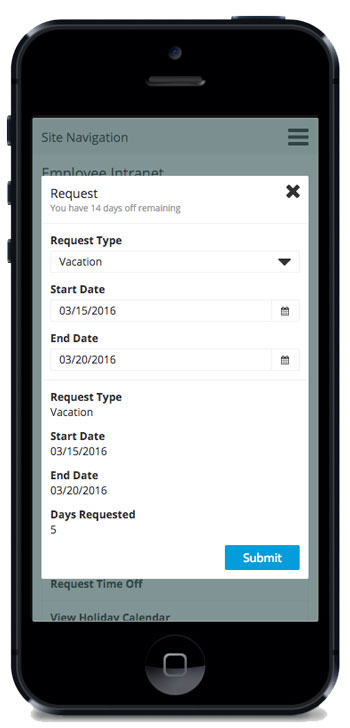 Site Navigation
Employee Intranet
Request
You have 14 days off remaining
Request Type
Vacation
Start Date
03/15/2016
End Date
03/20/2016
Request Type
Vacation
Start Date
03/15/2016
End Date
03/20/2016
Days Requested
5
Submit
Request Time Off
View Holiday Calendar